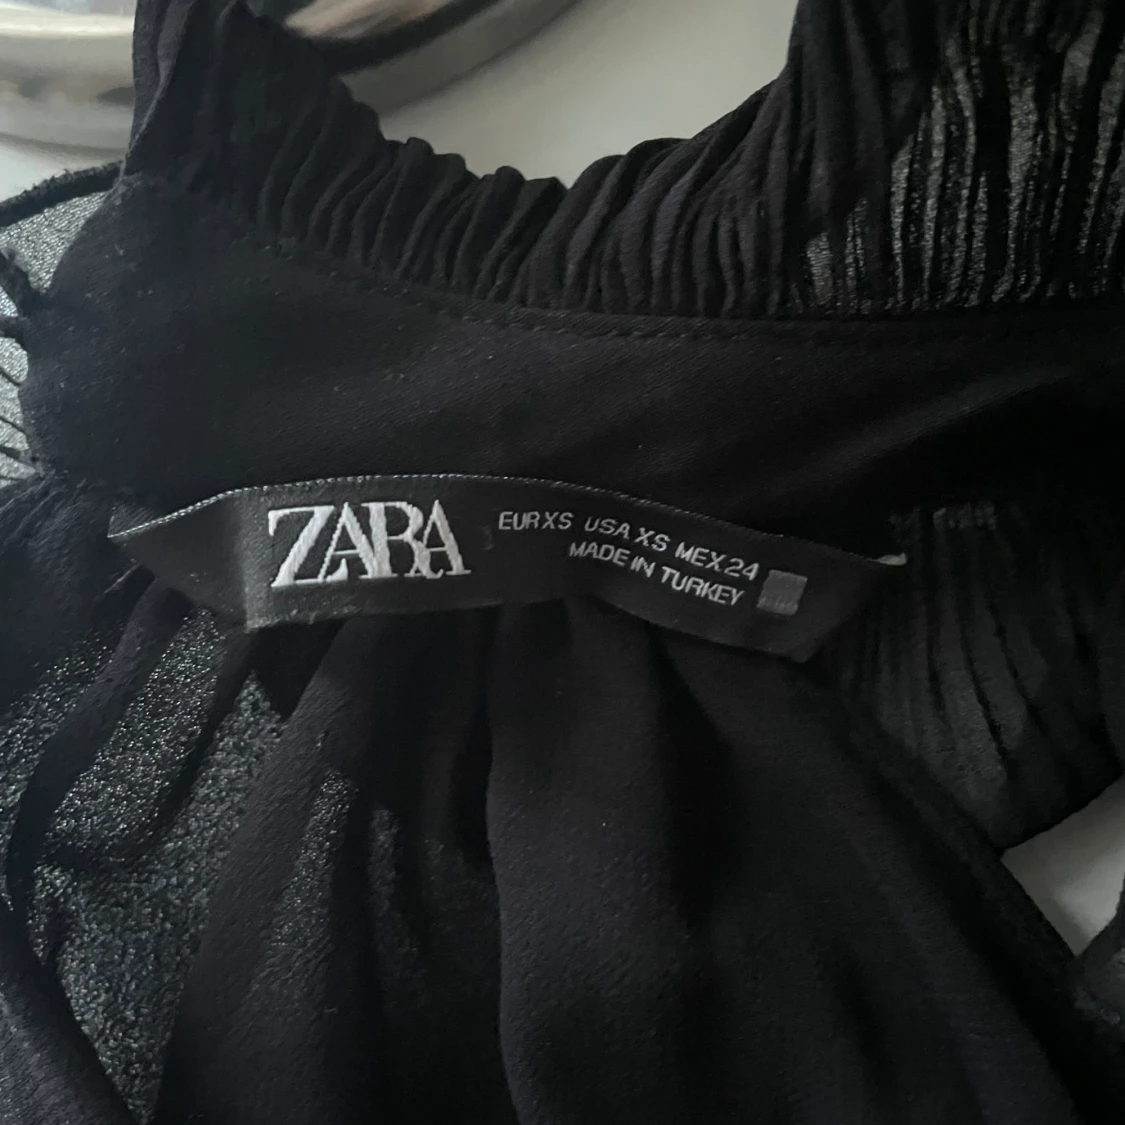 ZARA
EUR XS USA XS MEX 24
MADE IN TURKEY